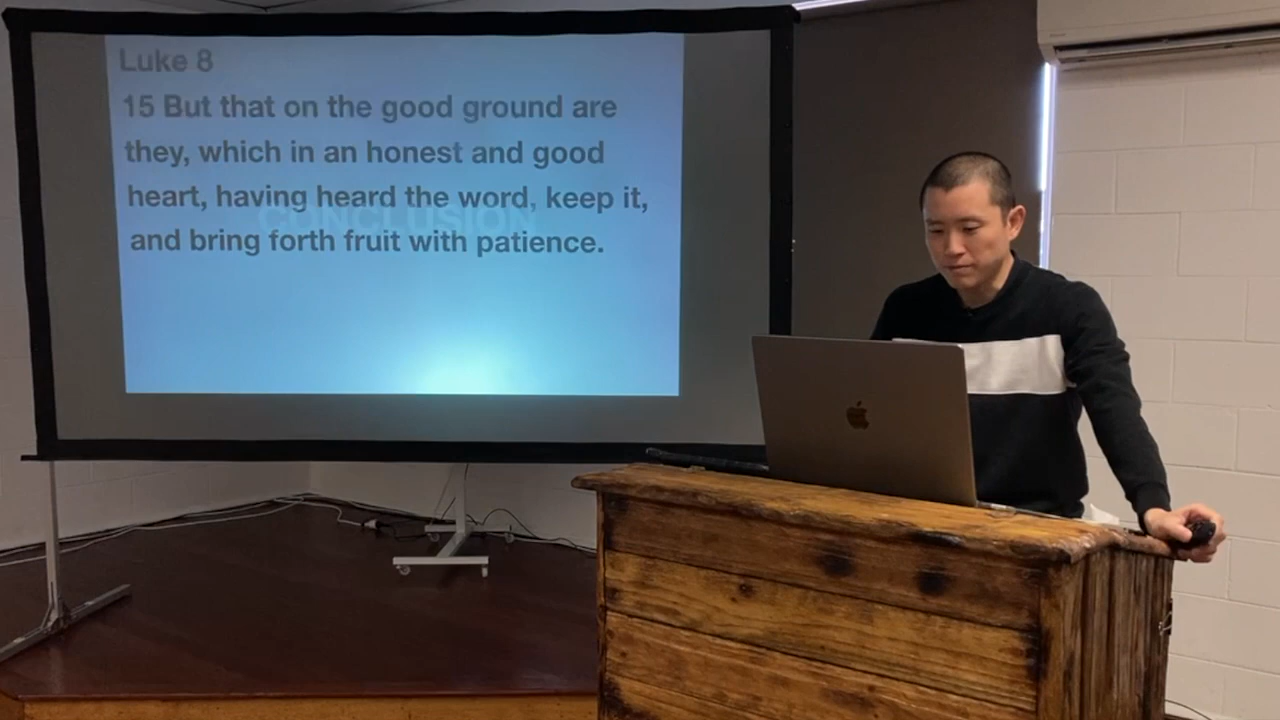 Luke 8
15 But that on the good ground are
they, which in an honest and good
heart, having heard the word, keep it,
CONCLUSION
and bring forth fruit with patience.